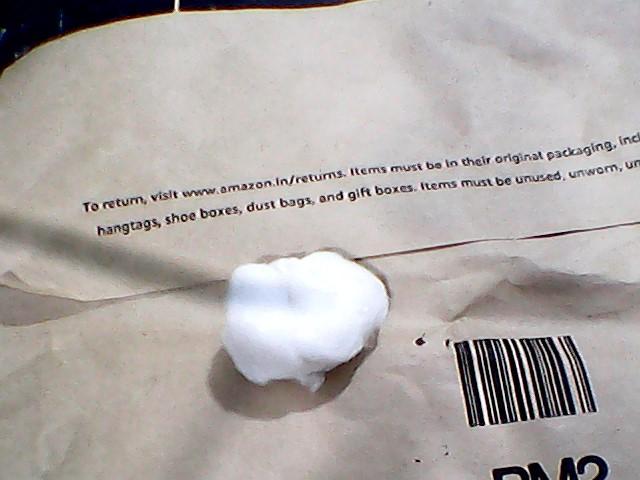 To return, visit www.amazon.in/returns. Items must be in their original packaging,
hangtags, shoe boxes, dust bags, and gift boxes. Items must be unused, unworn,
PM2